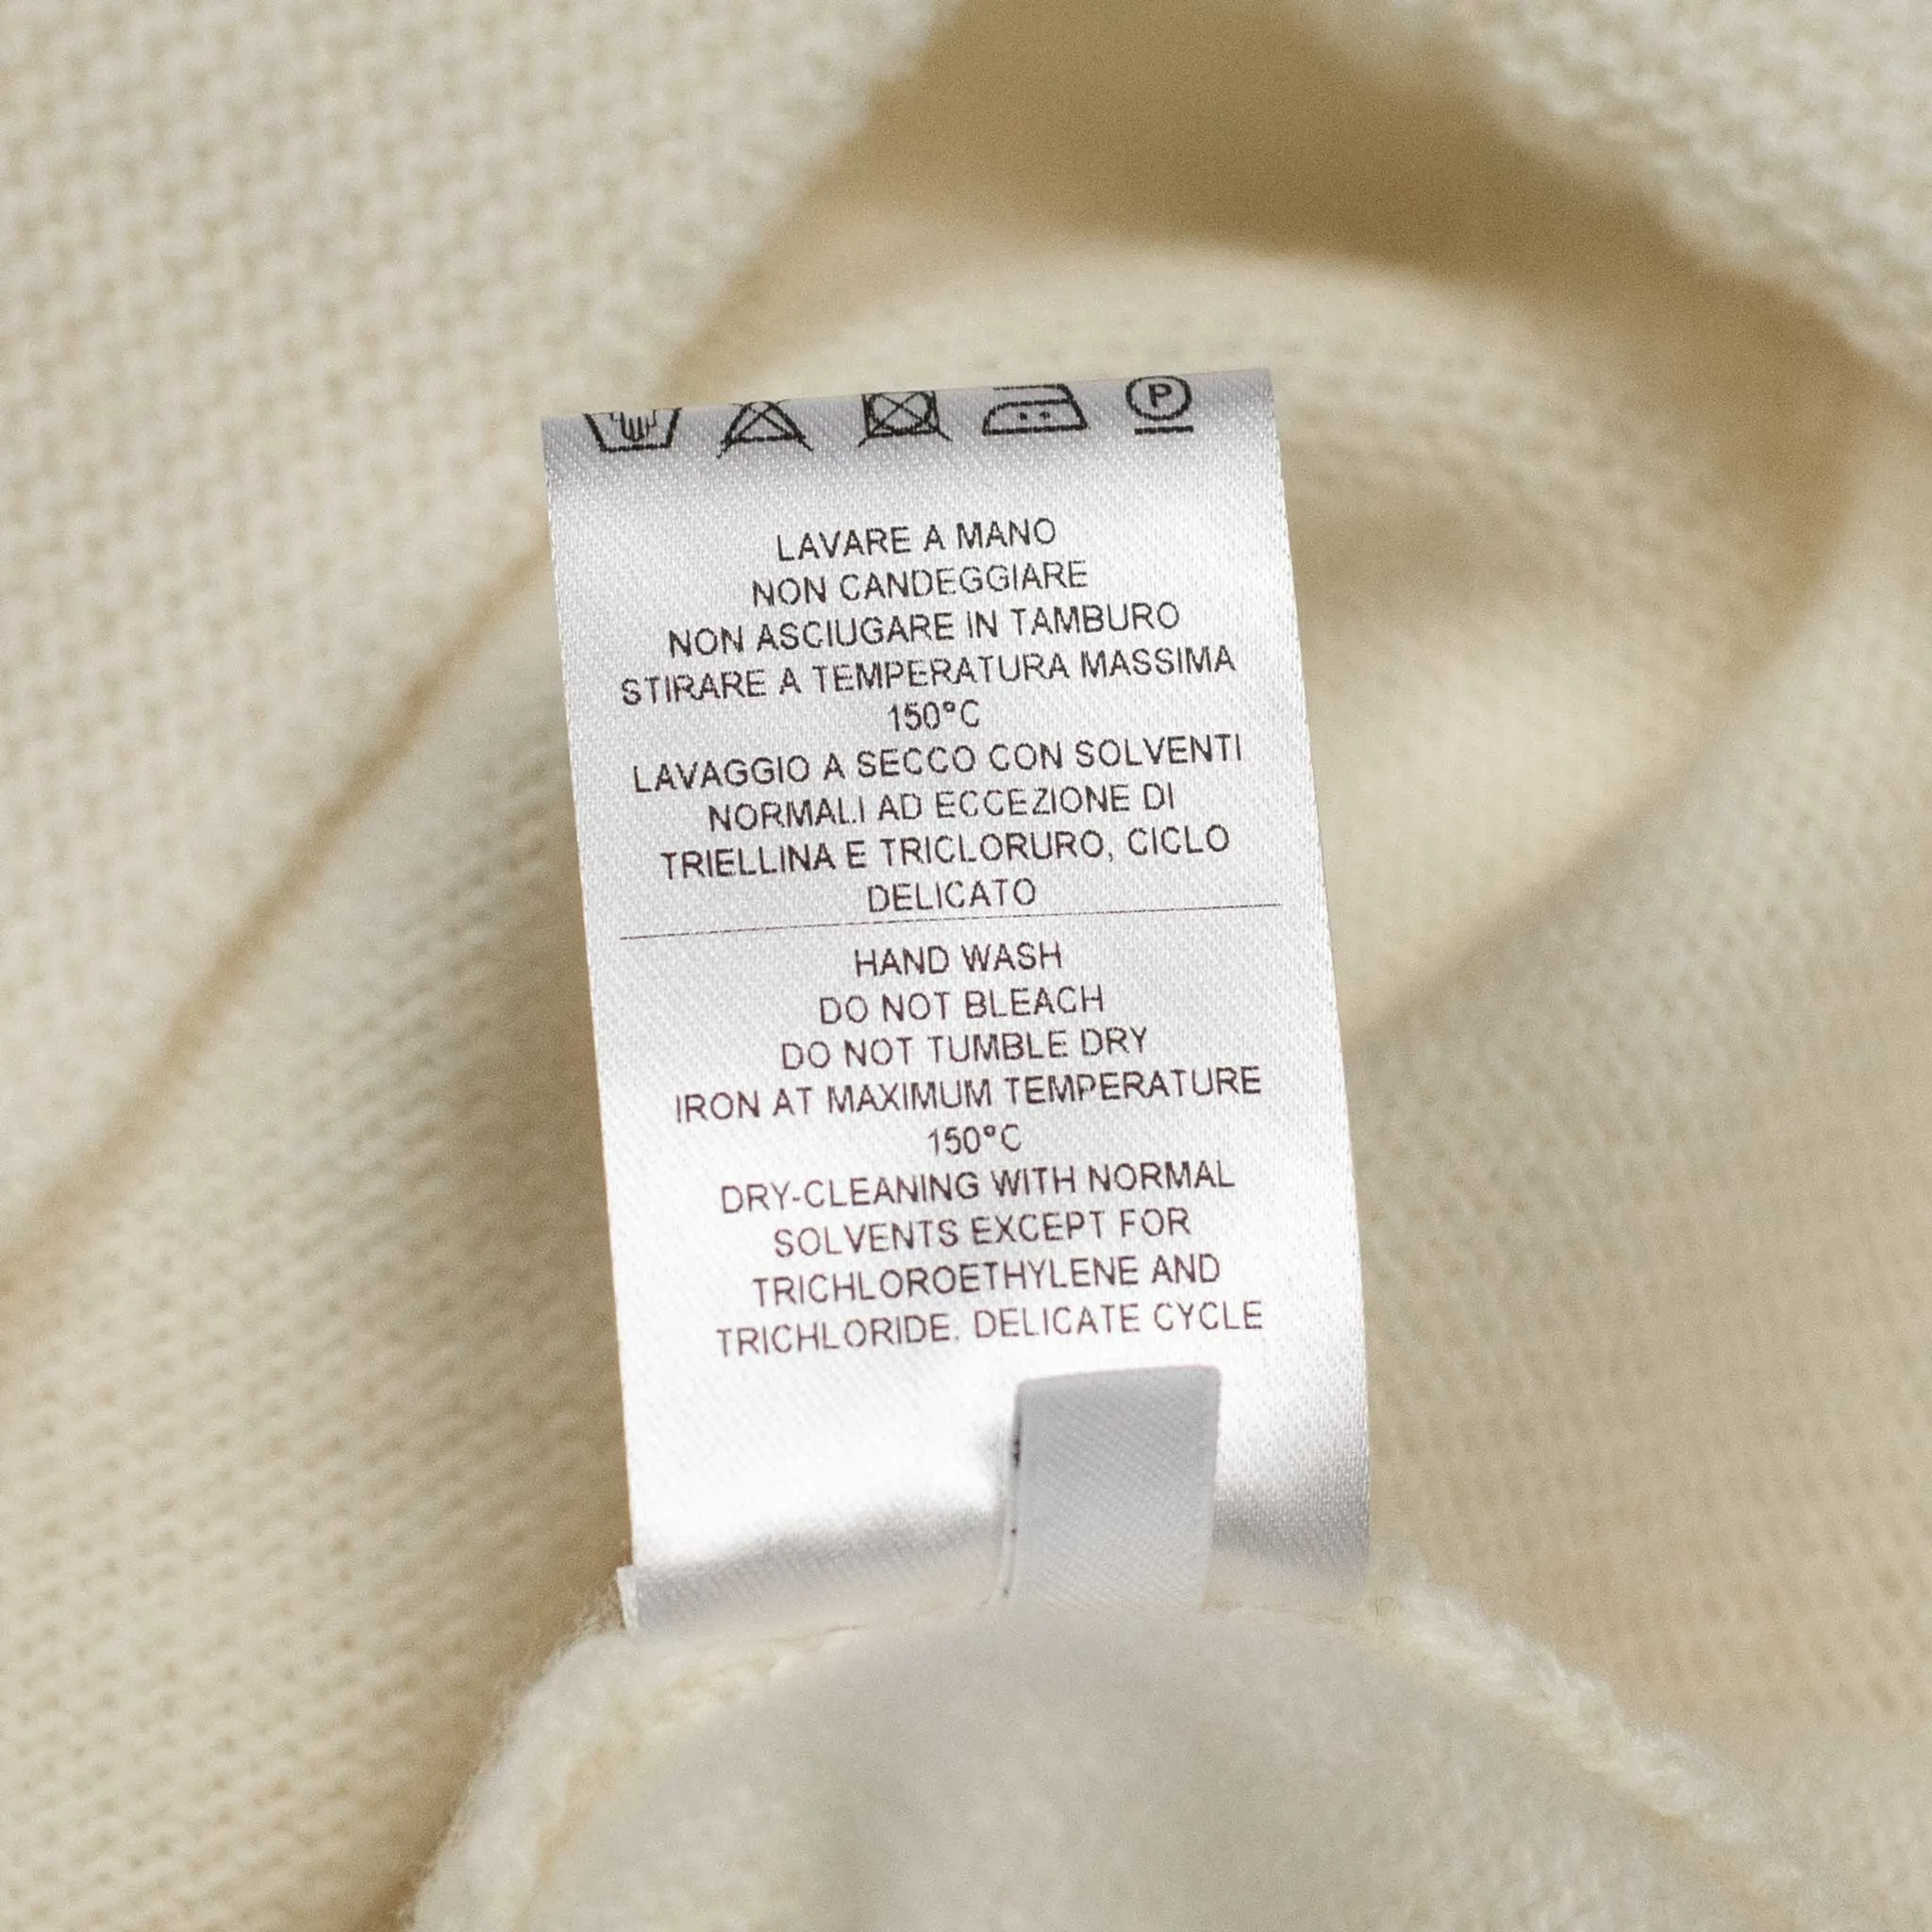 P
LAVARE A MANO
NON CANDEGGIARE
NON ASCIUGARE IN TAMBURO
STIRARE A TEMPERATURA MASSIMA
150°C
LAVAGGIO A SECCO CON SOLVENTI
NORMALI AD ECCEZIONE DI
TRIELLINA E TRICLORURO, CICLO
DELICATO
HAND WASH
DO NOT BLEACH
DO NOT TUMBLE DRY
IRON AT MAXIMUM TEMPERATURE
150°C
DRY-CLEANING WITH NORMAL
SOLVENTS EXCEPT FOR
TRICHLOROETHYLENE AND
TRICHLORIDE. DELICATE CYCLE